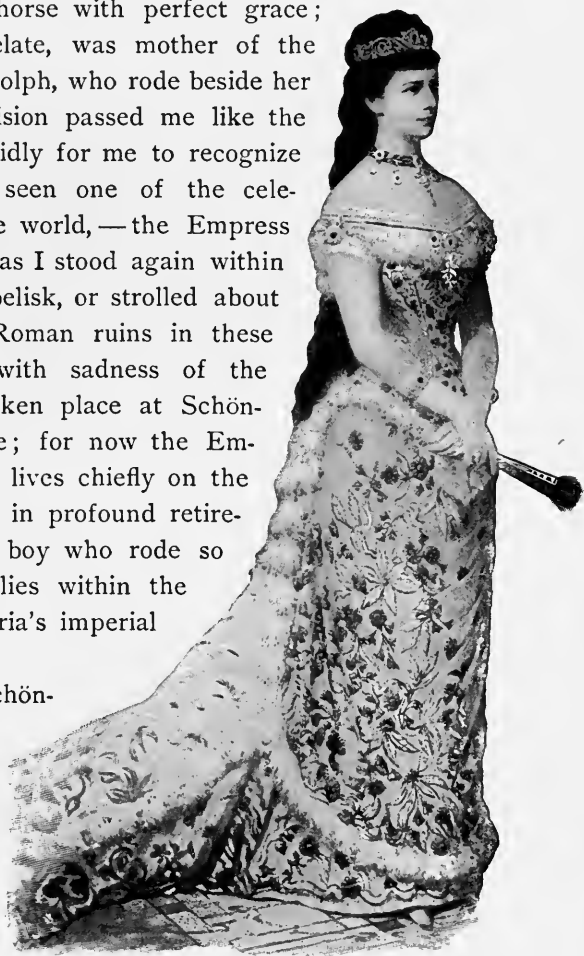 horse with perfect grace;
elate, was mother of the
olph, who rode beside her
ision passed me like the
idly for me to recognize
seen one of the cele-
e world, — the Empress
as I stood again within
belisk, or strolled about
Roman ruins in these
with sadness of the
ken place at Schön-
e; for now the Em-
lives chiefly on the
in profound retire-
boy who rode so
lies within the
ria's imperial
chön-